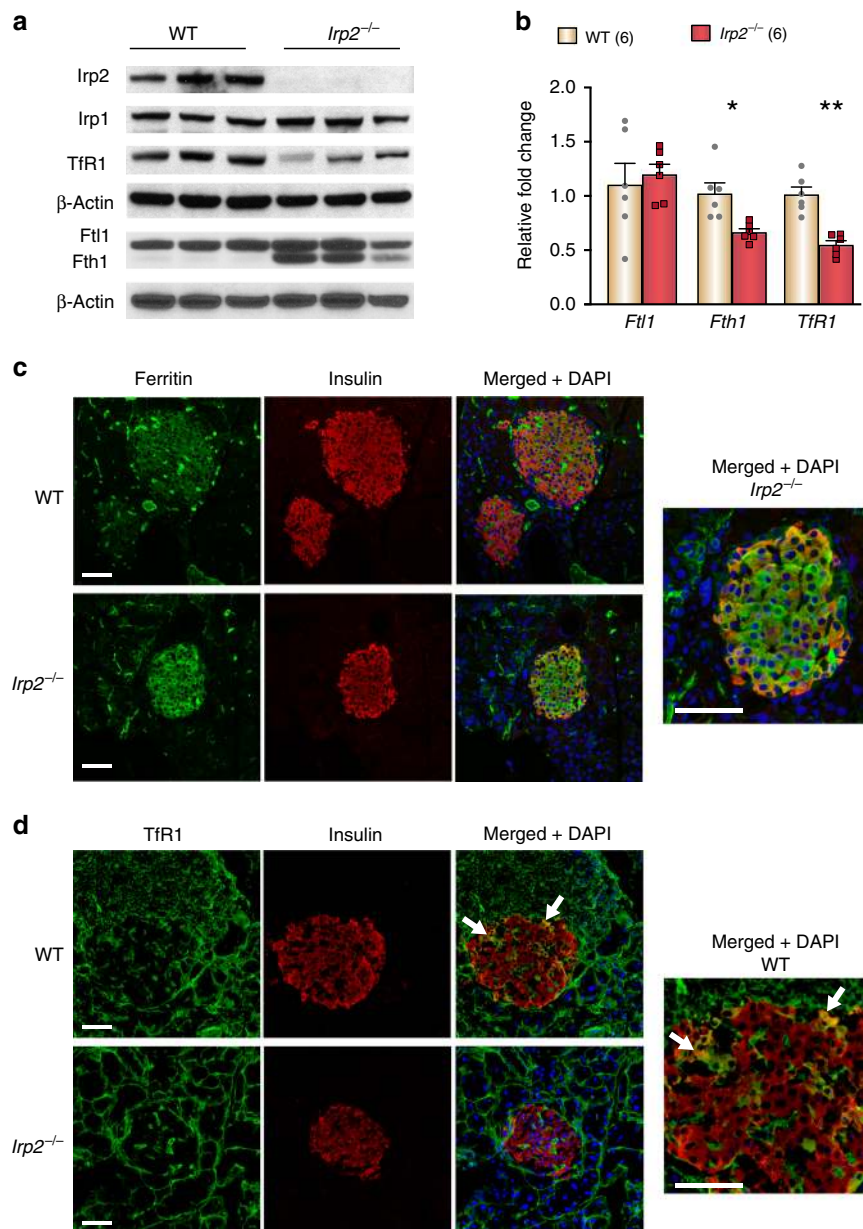 a
WT Irp2–/–
Irp2
Irp1
TfR1
β-Actin
Ftl1
Fth1
β-Actin
b
WT (6) Irp2–/– (6)
Relative fold change
2.0
1.5
1.0
0.5
0.0
* **
Ftl1 Fth1 TfR1
c
Ferritin Insulin Merged + DAPI
WT
Irp2–/–
Merged + DAPI
Irp2–/–
d
TfR1 Insulin Merged + DAPI
WT
Irp2–/–
Merged + DAPI
WT